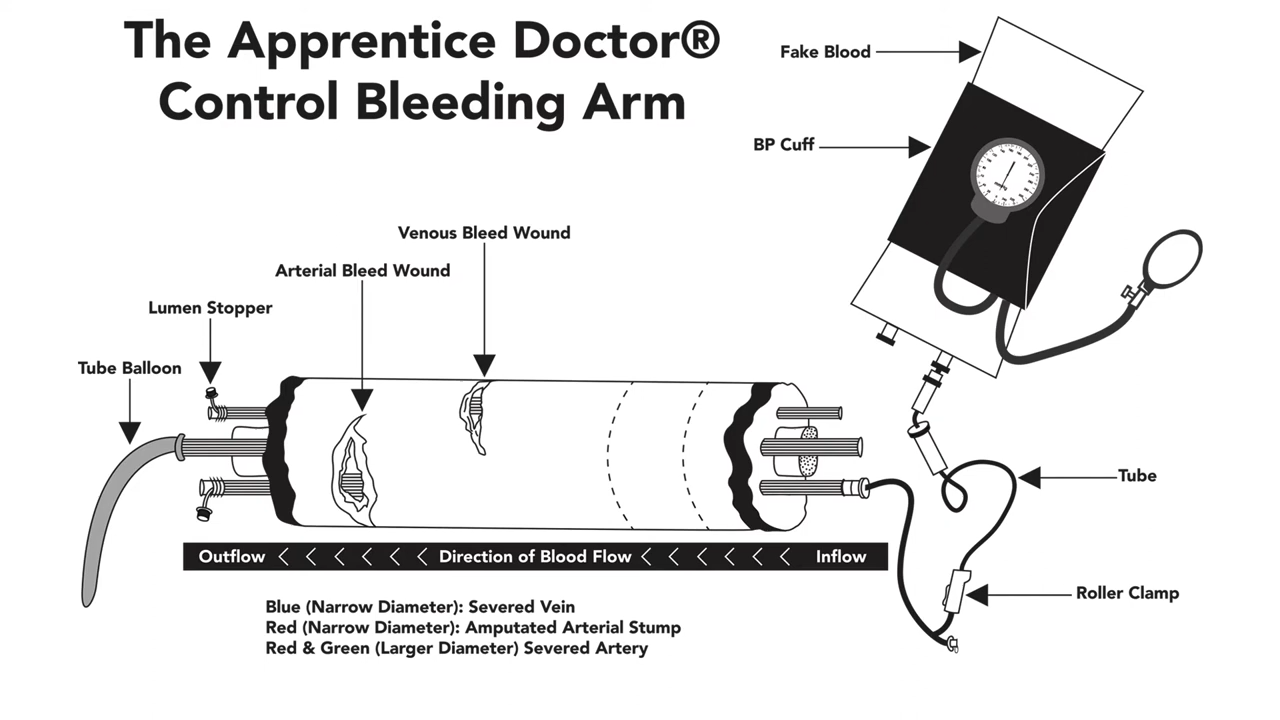 The Apprentice Doctor®
Control Bleeding Arm
Fake Blood
BP Cuff
Venous Bleed Wound
Arterial Bleed Wound
Lumen Stopper
Tube Balloon
Tube
Outflow < < < < < < Direction of Blood Flow < < < < < < Inflow
Roller Clamp
Blue (Narrow Diameter): Severed Vein
Red (Narrow Diameter): Amputated Arterial Stump
Red & Green (Larger Diameter) Severed Artery